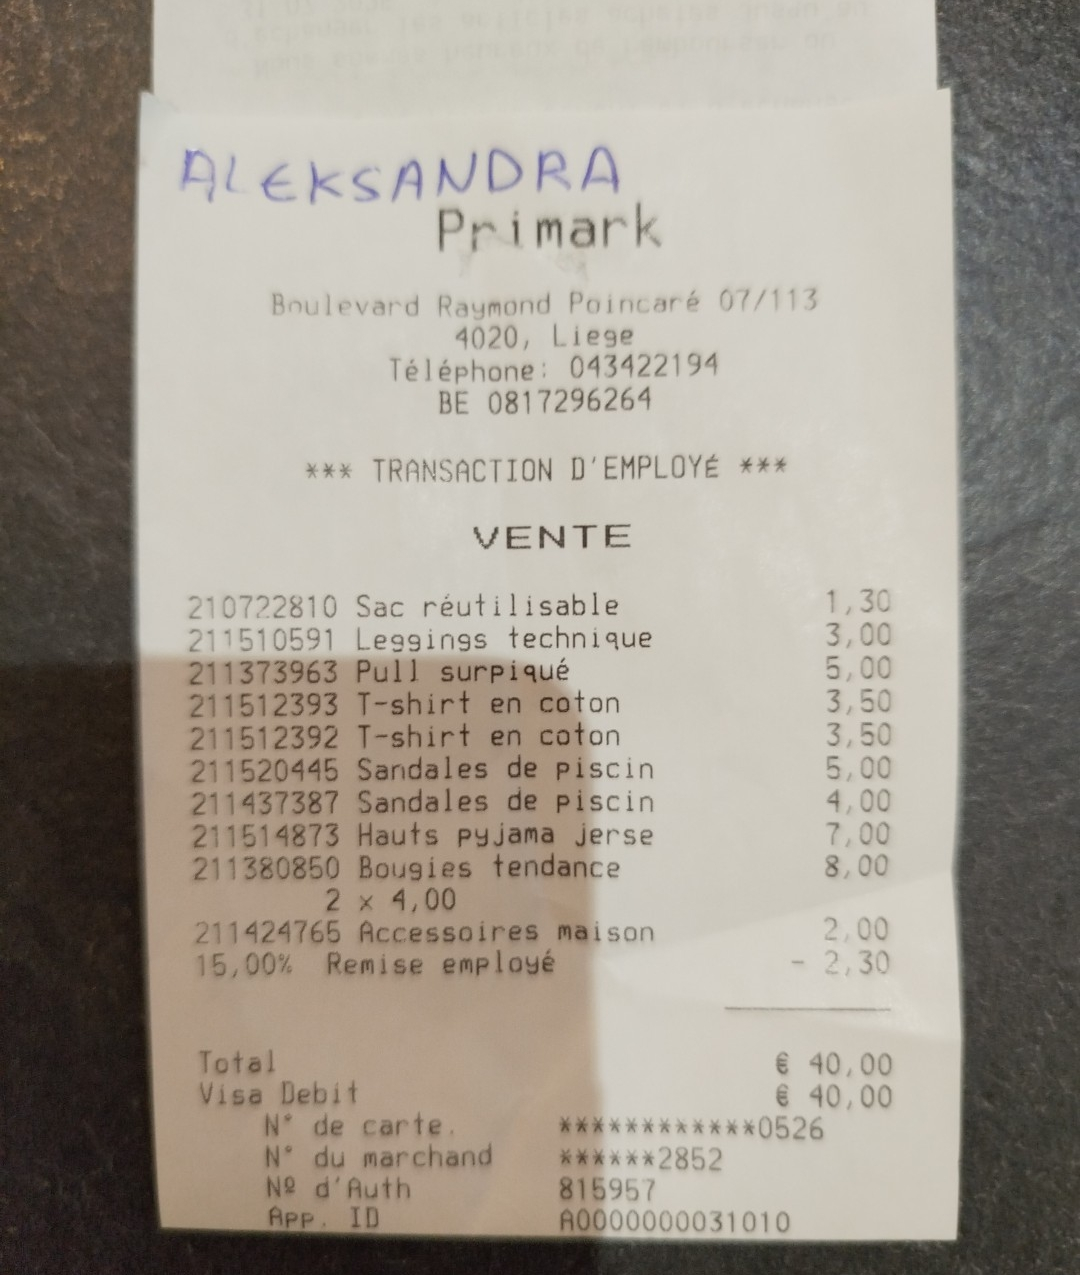 ALEKSANDRA
Primark
Boulevard Raymond Poincaré 07/113
4020, Liege
Téléphone: 043422194
BE 0817296264
*** TRANSACTION D'EMPLOYÉ ***
VENTE
210722810 Sac réutilisable 1,30
211510591 Leggings technique 3,00
211373963 Pull surpiqué 5,00
211512393 T-shirt en coton 3,50
211512392 T-shirt en coton 3,50
211520445 Sandales de piscin 5,00
211437387 Sandales de piscin 4,00
211514873 Hauts pyjama jerse 7,00
211380850 Bougies tendance 8,00
2 x 4,00
211424765 Accessoires maison 2,00
15,00% Remise employé - 2,30
Total € 40,00
Visa Debit € 40,00
N° de carte. ************0526
N° du marchand ******2852
Nº d'Auth 815957
App. ID A0000000031010